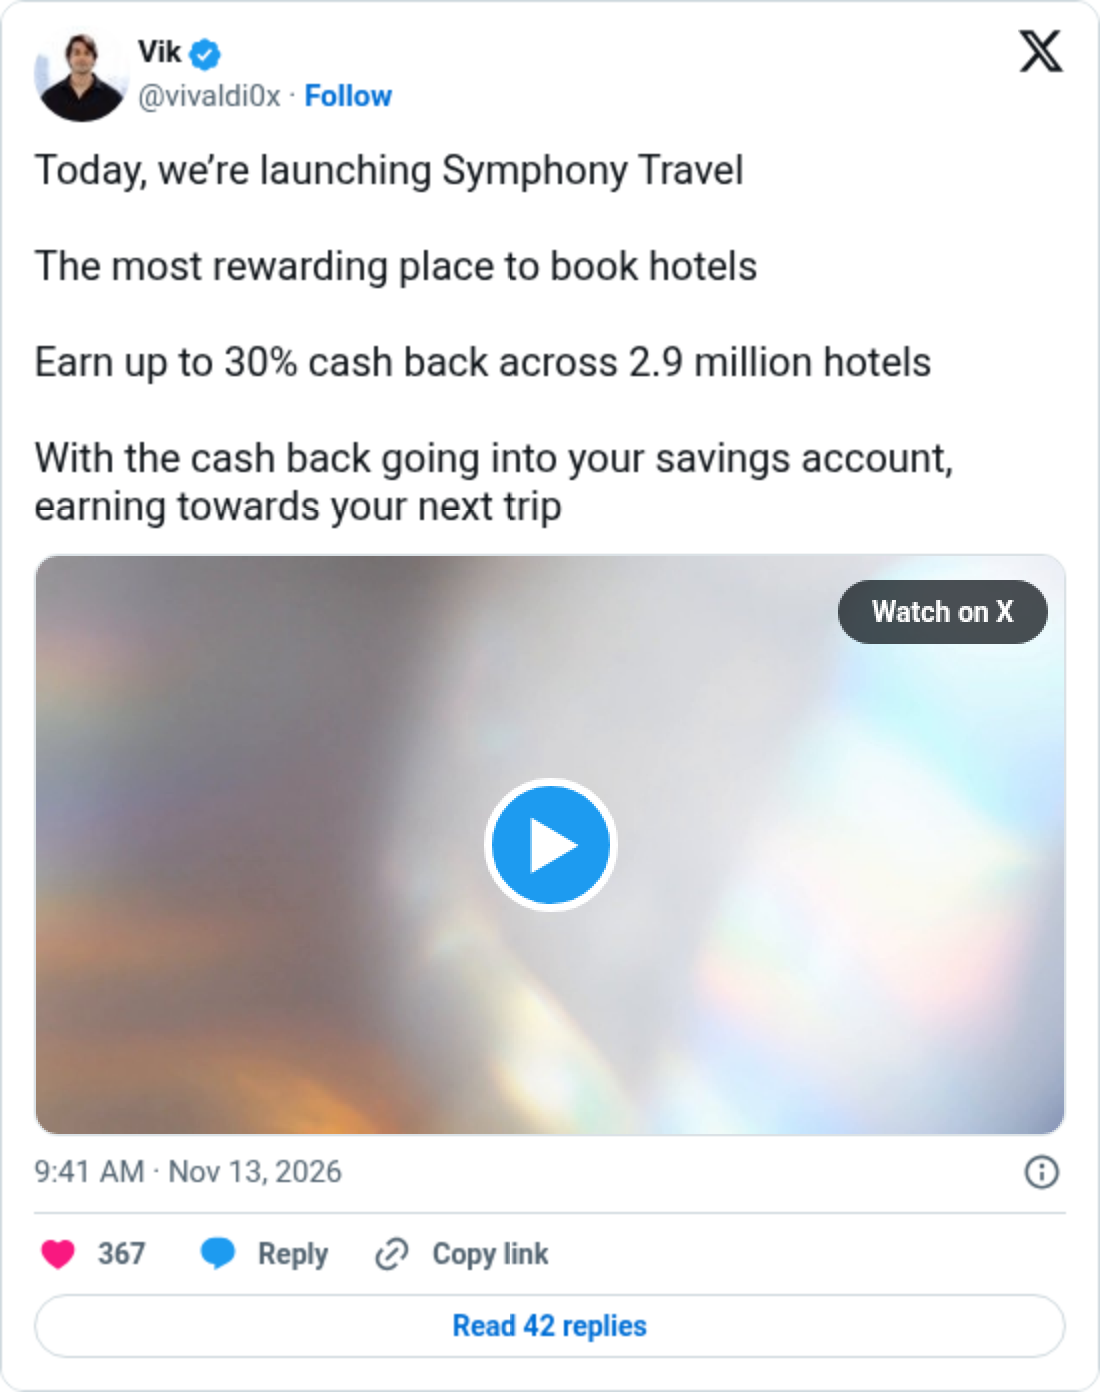 Vik
@vivaldi0x · Follow
Today, we’re launching Symphony Travel
The most rewarding place to book hotels
Earn up to 30% cash back across 2.9 million hotels
With the cash back going into your savings account,
earning towards your next trip
Watch on X
9:41 AM · Nov 13, 2026
367 Reply Copy link
Read 42 replies